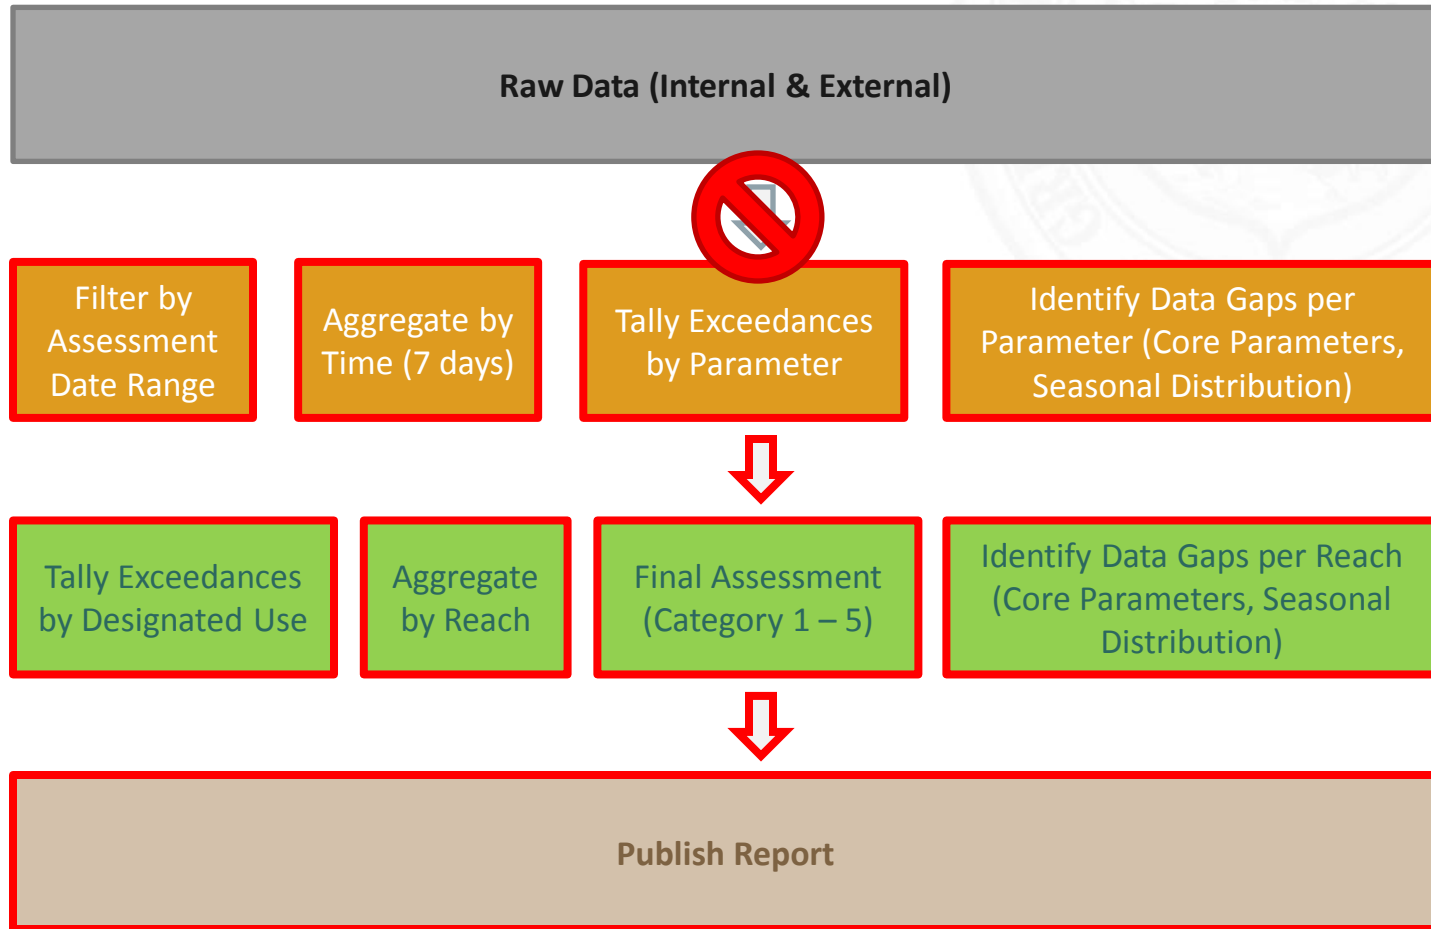 Raw Data (Internal & External)
Filter by
Assessment
Date Range
Aggregate by
Time (7 days)
Tally Exceedances
by Parameter
Identify Data Gaps per
Parameter (Core Parameters,
Seasonal Distribution)
Tally Exceedances
by Designated Use
Aggregate
by Reach
Final Assessment
(Category 1 – 5)
Identify Data Gaps per Reach
(Core Parameters, Seasonal
Distribution)
Publish Report